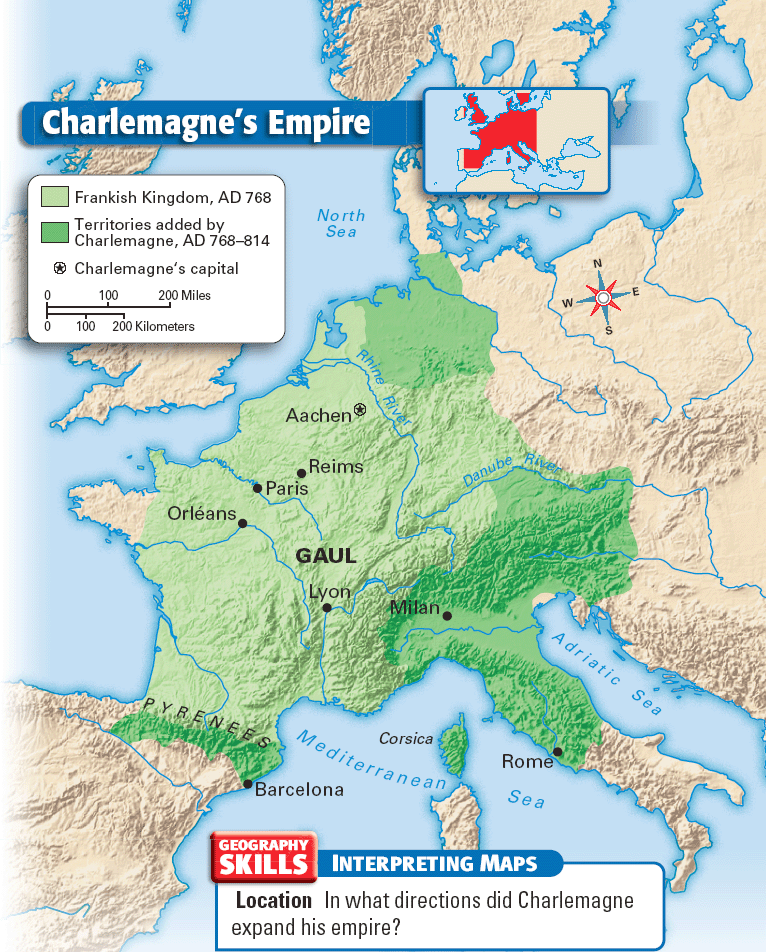 Charlemagne's Empire
Frankish Kingdom, AD 768
Territories added by
Charlemagne, AD 768–814
Charlemagne's capital
0 100 200 Miles
0 100 200 Kilometers
North
Sea
N
W E
S
Rhine River
Aachen
Reims
Paris
Danube River
Orléans
GAUL
Lyon
Milan
Adriatic Sea
PYRENEES
Corsica
Mediterranean
Sea
Rome
Barcelona
GEOGRAPHY
SKILLS
INTERPRETING MAPS
Location In what directions did Charlemagne
expand his empire?